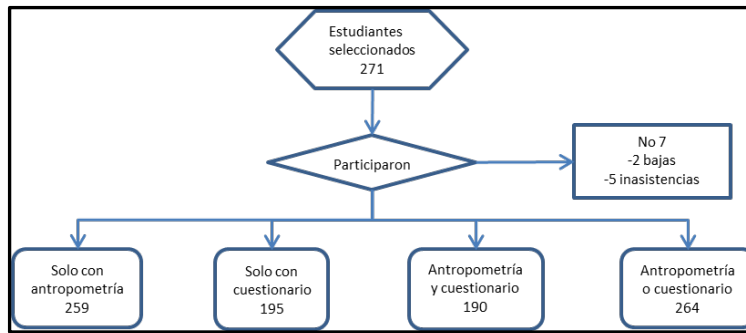 Estudiantes
seleccionados
271
Participaron
No 7
-2 bajas
-5 inasistencias
Solo con
antropometría
259
Solo con
cuestionario
195
Antropometría
y cuestionario
190
Antropometría
o cuestionario
264